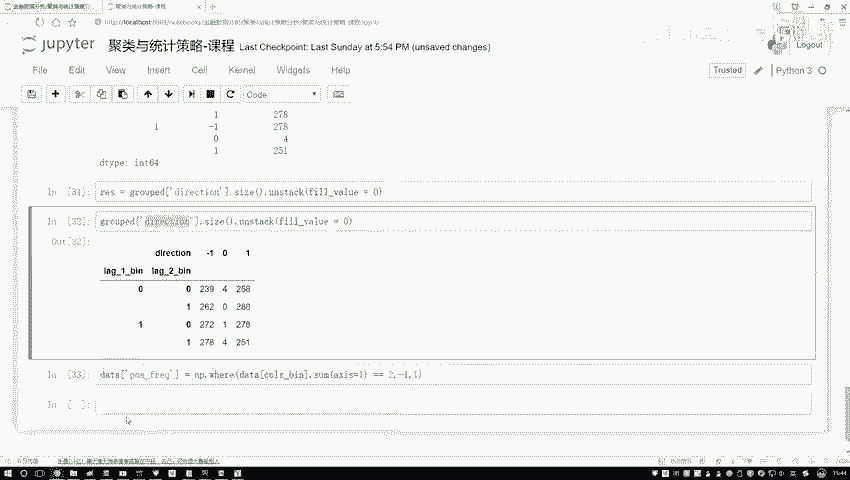 http://localhost
jupyter 聚类与统计策略-课程 Last Checkpoint: Last Sunday at 5:54 PM (unsaved changes)
Logout
File Edit View Insert Cell Kernel Widgets Help
Trusted Python 3
Code
1 278
1 -1 278
0 4
1 251
dtype: int64
In [31]: res = grouped['direction'].size().unstack(fill_value = 0)
In [32]: grouped['direction'].size().unstack(fill_value = 0)
Out[32]:
direction -1 0 1
lag_1_bin lag_2_bin
0 0 239 4 258
1 262 0 288
1 0 272 1 278
1 278 4 251
In [33]: data['pos_freq'] = np.where(data[cols_bin].sum(axis=1) == 2,-1,1)
In [ ]:
11:44